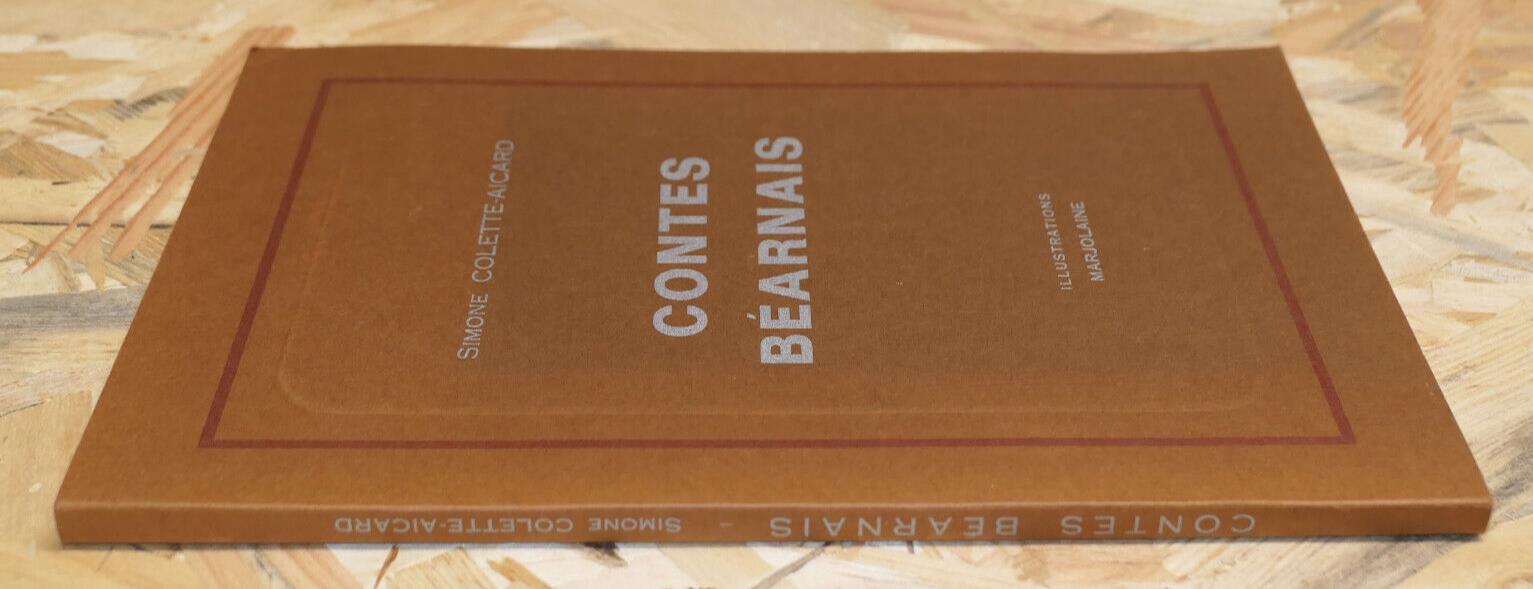 SIMONE COLETTE-AICARD
CONTES
BÉARNAIS
ILLUSTRATIONS
MARJOLAINE
CONTES BÉARNAIS - SIMONE COLETTE-AICARD